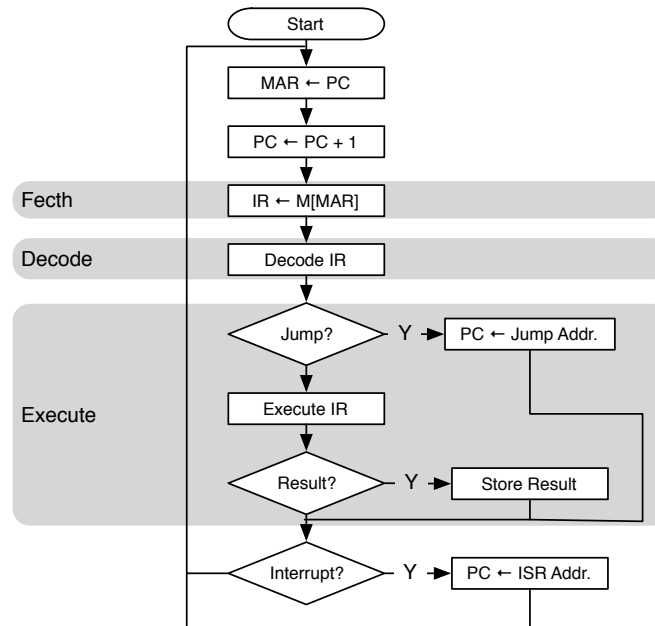 Start
MAR ← PC
PC ← PC + 1
Fecth
IR ← M[MAR]
Decode
Decode IR
Jump?
Y
PC ← Jump Addr.
Execute
Execute IR
Result?
Y
Store Result
Interrupt?
Y
PC ← ISR Addr.